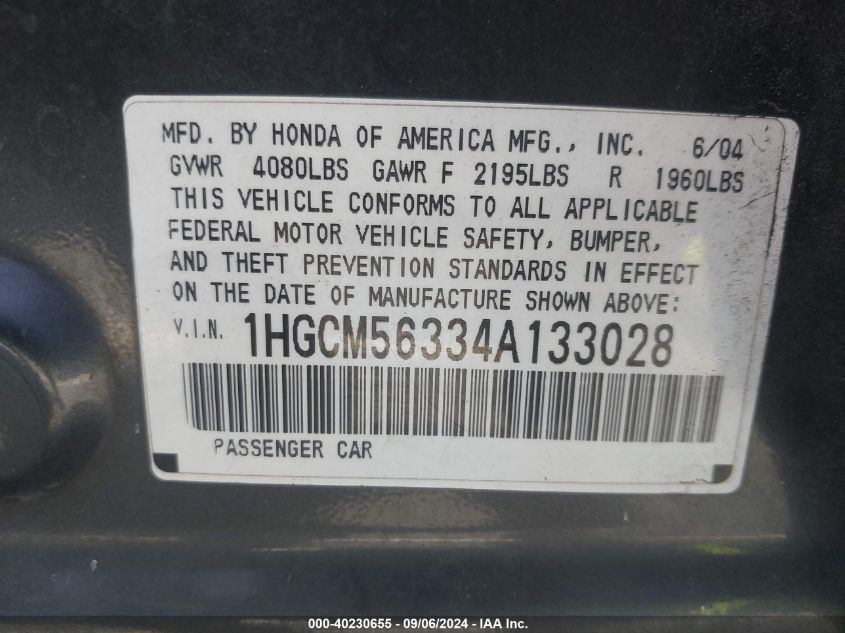 MFD. BY HONDA OF AMERICA MFG., INC. 6/04
GVWR 4080LBS GAWR F 2195LBS R 1960LBS
THIS VEHICLE CONFORMS TO ALL APPLICABLE
FEDERAL MOTOR VEHICLE SAFETY, BUMPER,
AND THEFT PREVENTION STANDARDS IN EFFECT
ON THE DATE OF MANUFACTURE SHOWN ABOVE:
V.I.N. 1HGCM56334A133028
PASSENGER CAR
000-40230655 - 09/06/2024 - IAA Inc.